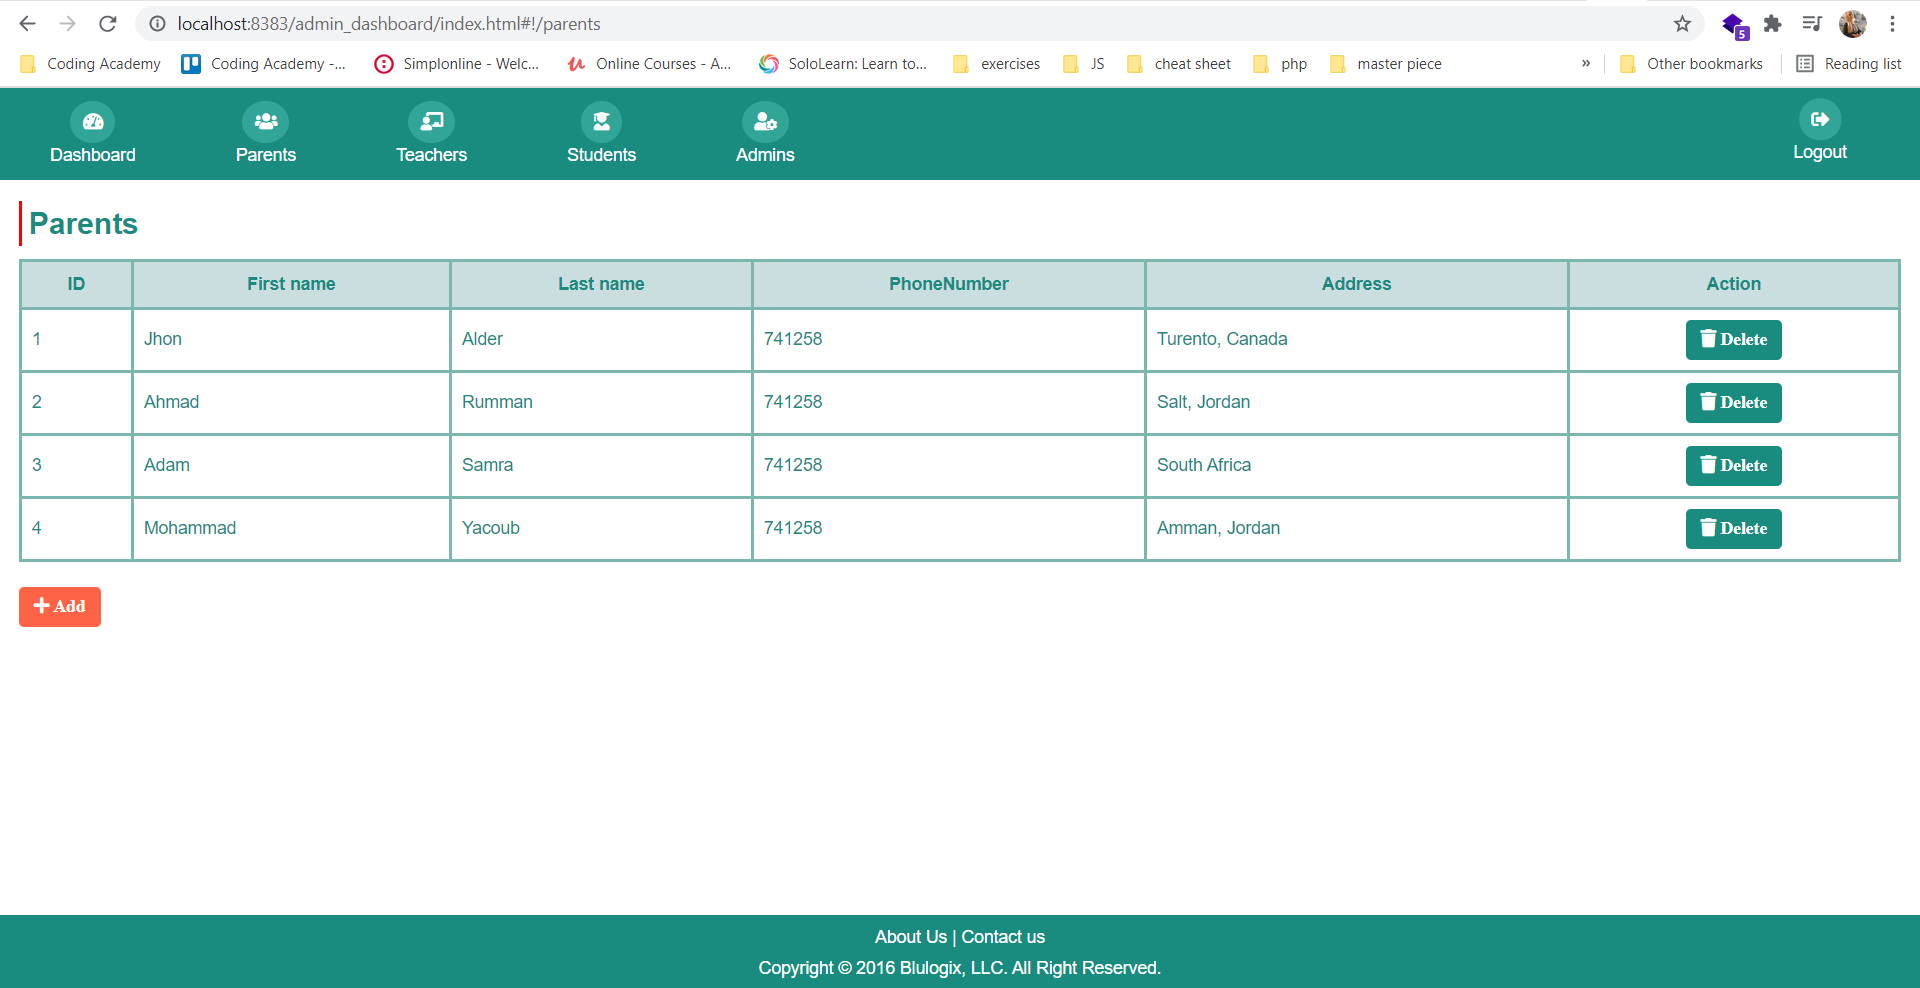 localhost:8383/admin_dashboard/index.html#!/parents
5
Coding Academy
Coding Academy -...
Simplonline - Welc...
Online Courses - A...
SoloLearn: Learn to...
exercises
JS
cheat sheet
php
master piece
»
Other bookmarks
Reading list
Dashboard
Parents
Teachers
Students
Admins
Logout
Parents
ID First name Last name PhoneNumber Address Action
1 Jhon Alder 741258 Turento, Canada Delete
2 Ahmad Rumman 741258 Salt, Jordan Delete
3 Adam Samra 741258 South Africa Delete
4 Mohammad Yacoub 741258 Amman, Jordan Delete
Add
About Us | Contact us
Copyright © 2016 Blulogix, LLC. All Right Reserved.